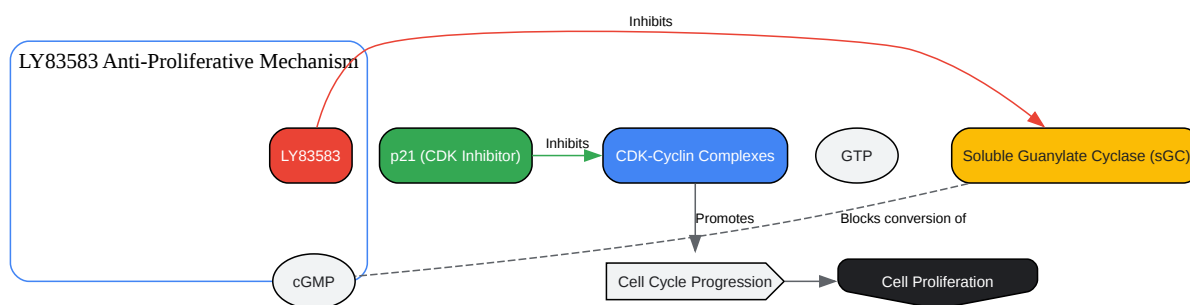 Inhibits
LY83583 Anti-Proliferative Mechanism
LY83583
p21 (CDK Inhibitor)
Inhibits
CDK-Cyclin Complexes
GTP
Soluble Guanylate Cyclase (sGC)
Promotes
Blocks conversion of
cGMP
Cell Cycle Progression
Cell Proliferation